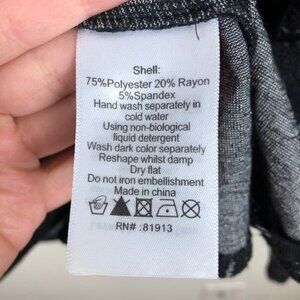 Shell:
75%Polyester 20% Rayon
5%Spandex
Hand wash separately in
cold water
Using non-biological
liquid detergent
Wash dark color separately
Reshape whilst damp
Dry flat
Do not iron embellishment
Made in china
RN# :81913